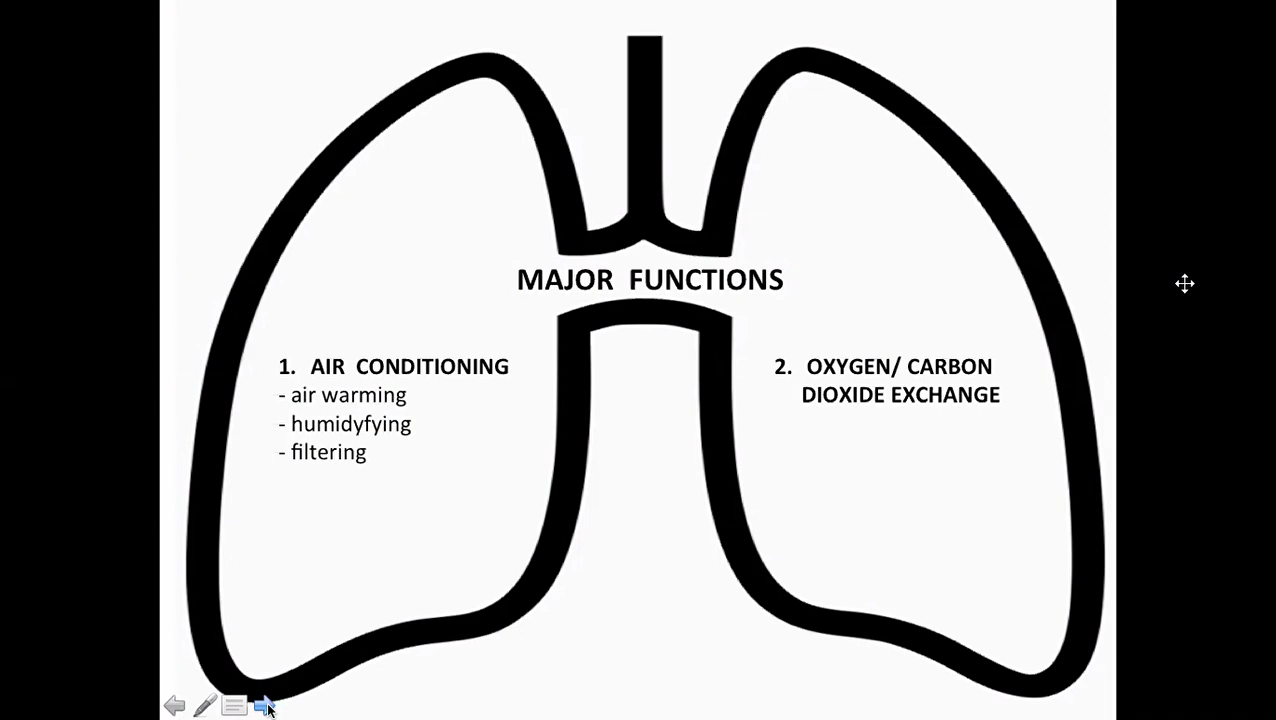 MAJOR FUNCTIONS
1. AIR CONDITIONING
- air warming
- humidyfying
- filtering
2. OXYGEN/ CARBON
DIOXIDE EXCHANGE